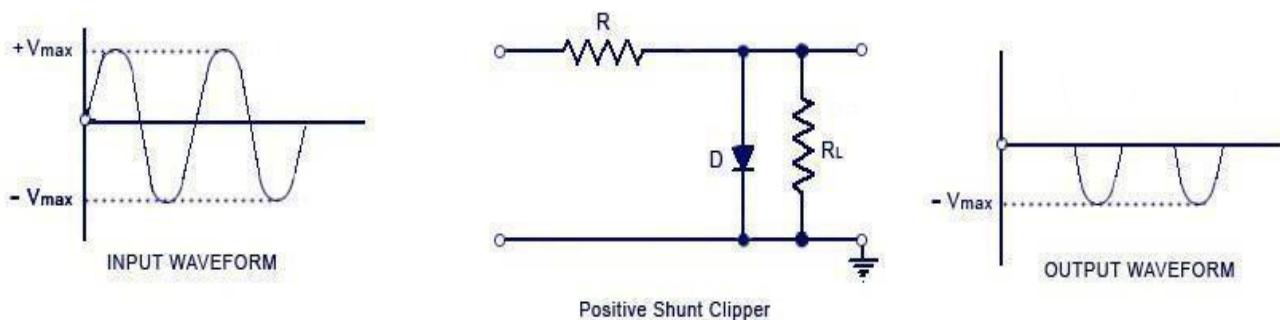 +Vmax
- Vmax
INPUT WAVEFORM
R
D
RL
Positive Shunt Clipper
- Vmax
OUTPUT WAVEFORM